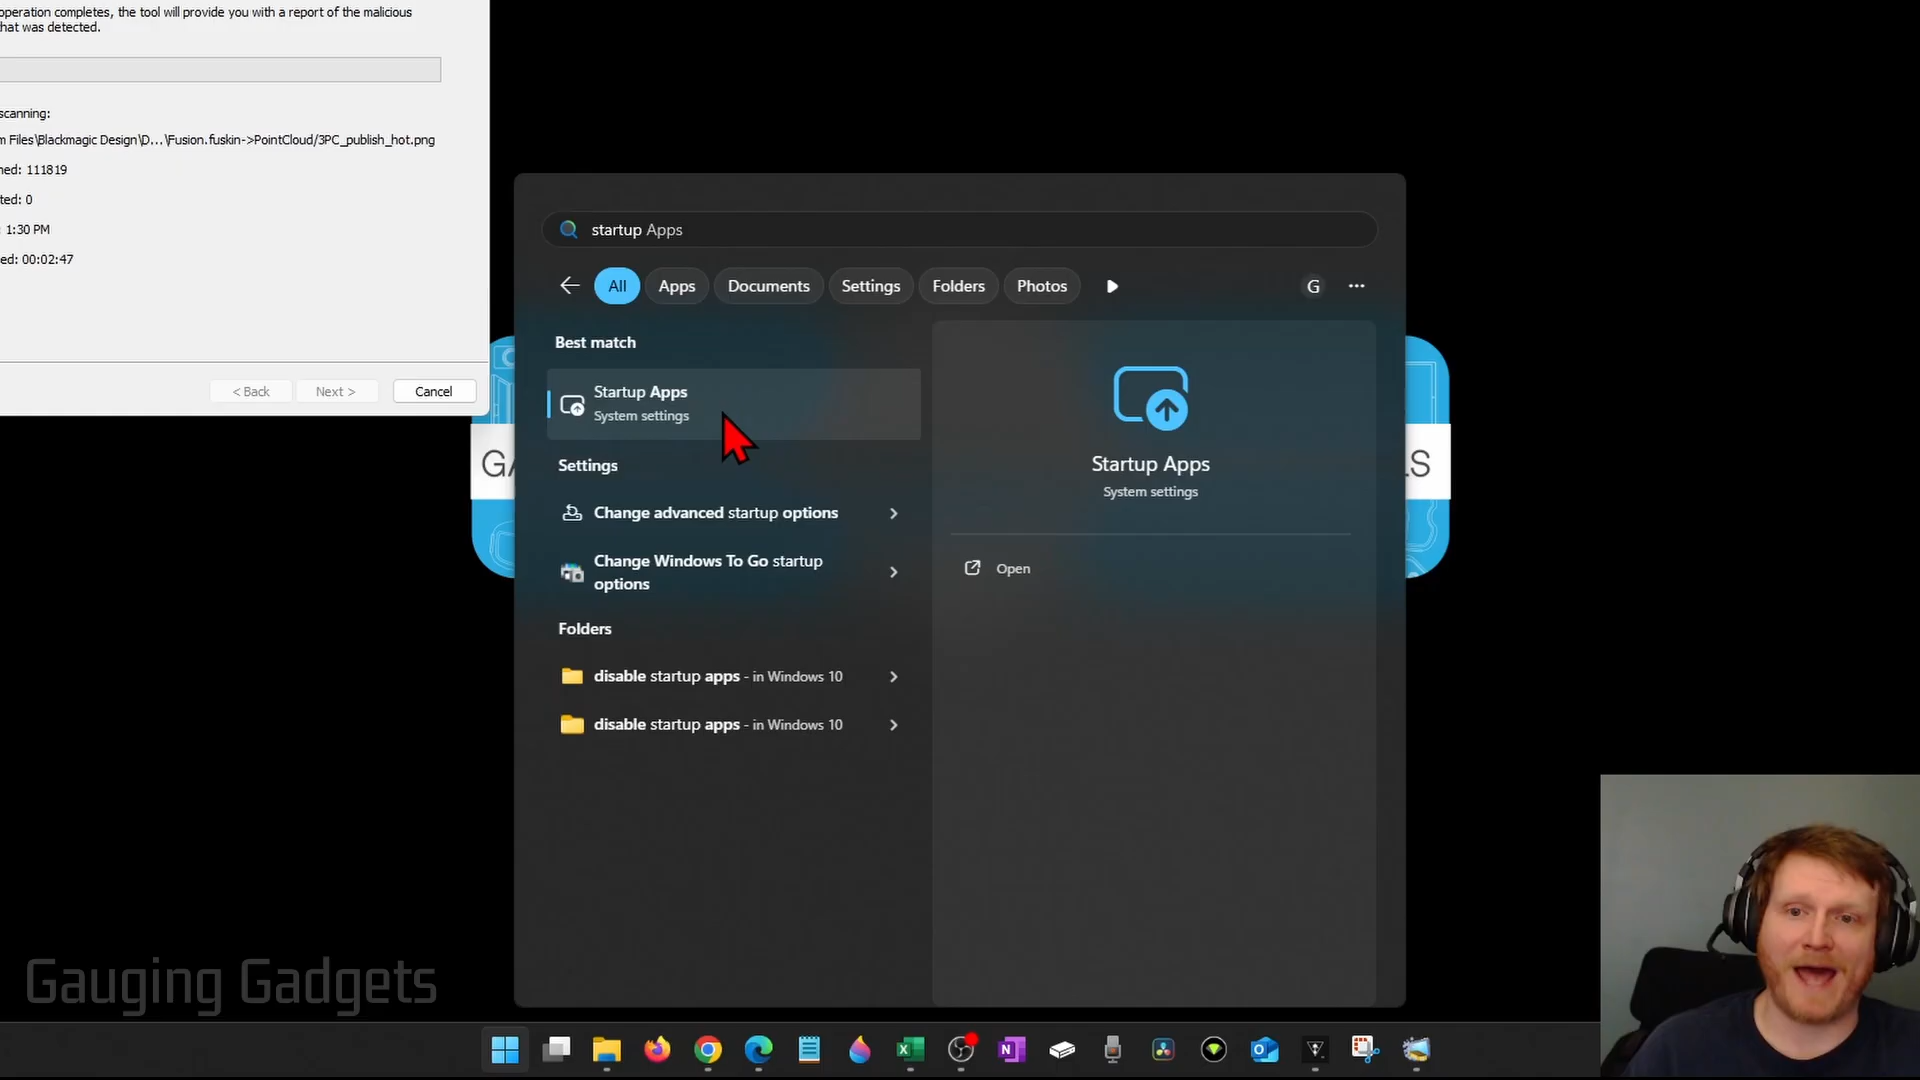 operation completes, the tool will provide you with a report of the malicious
hat was detected.
scanning:
m Files\Blackmagic Design\D...\Fusion.fuskin->PointCloud/3PC_publish_hot.png
ned: 111819
ted: 0
: 1:30 PM
ed: 00:02:47
< Back
Next >
Cancel
startup Apps
All
Apps
Documents
Settings
Folders
Photos
G
Best match
Startup Apps
System settings
Settings
Change advanced startup options
Change Windows To Go startup
options
Folders
disable startup apps - in Windows 10
disable startup apps - in Windows 10
Startup Apps
System settings
Open
GA
LS
Gauging Gadgets